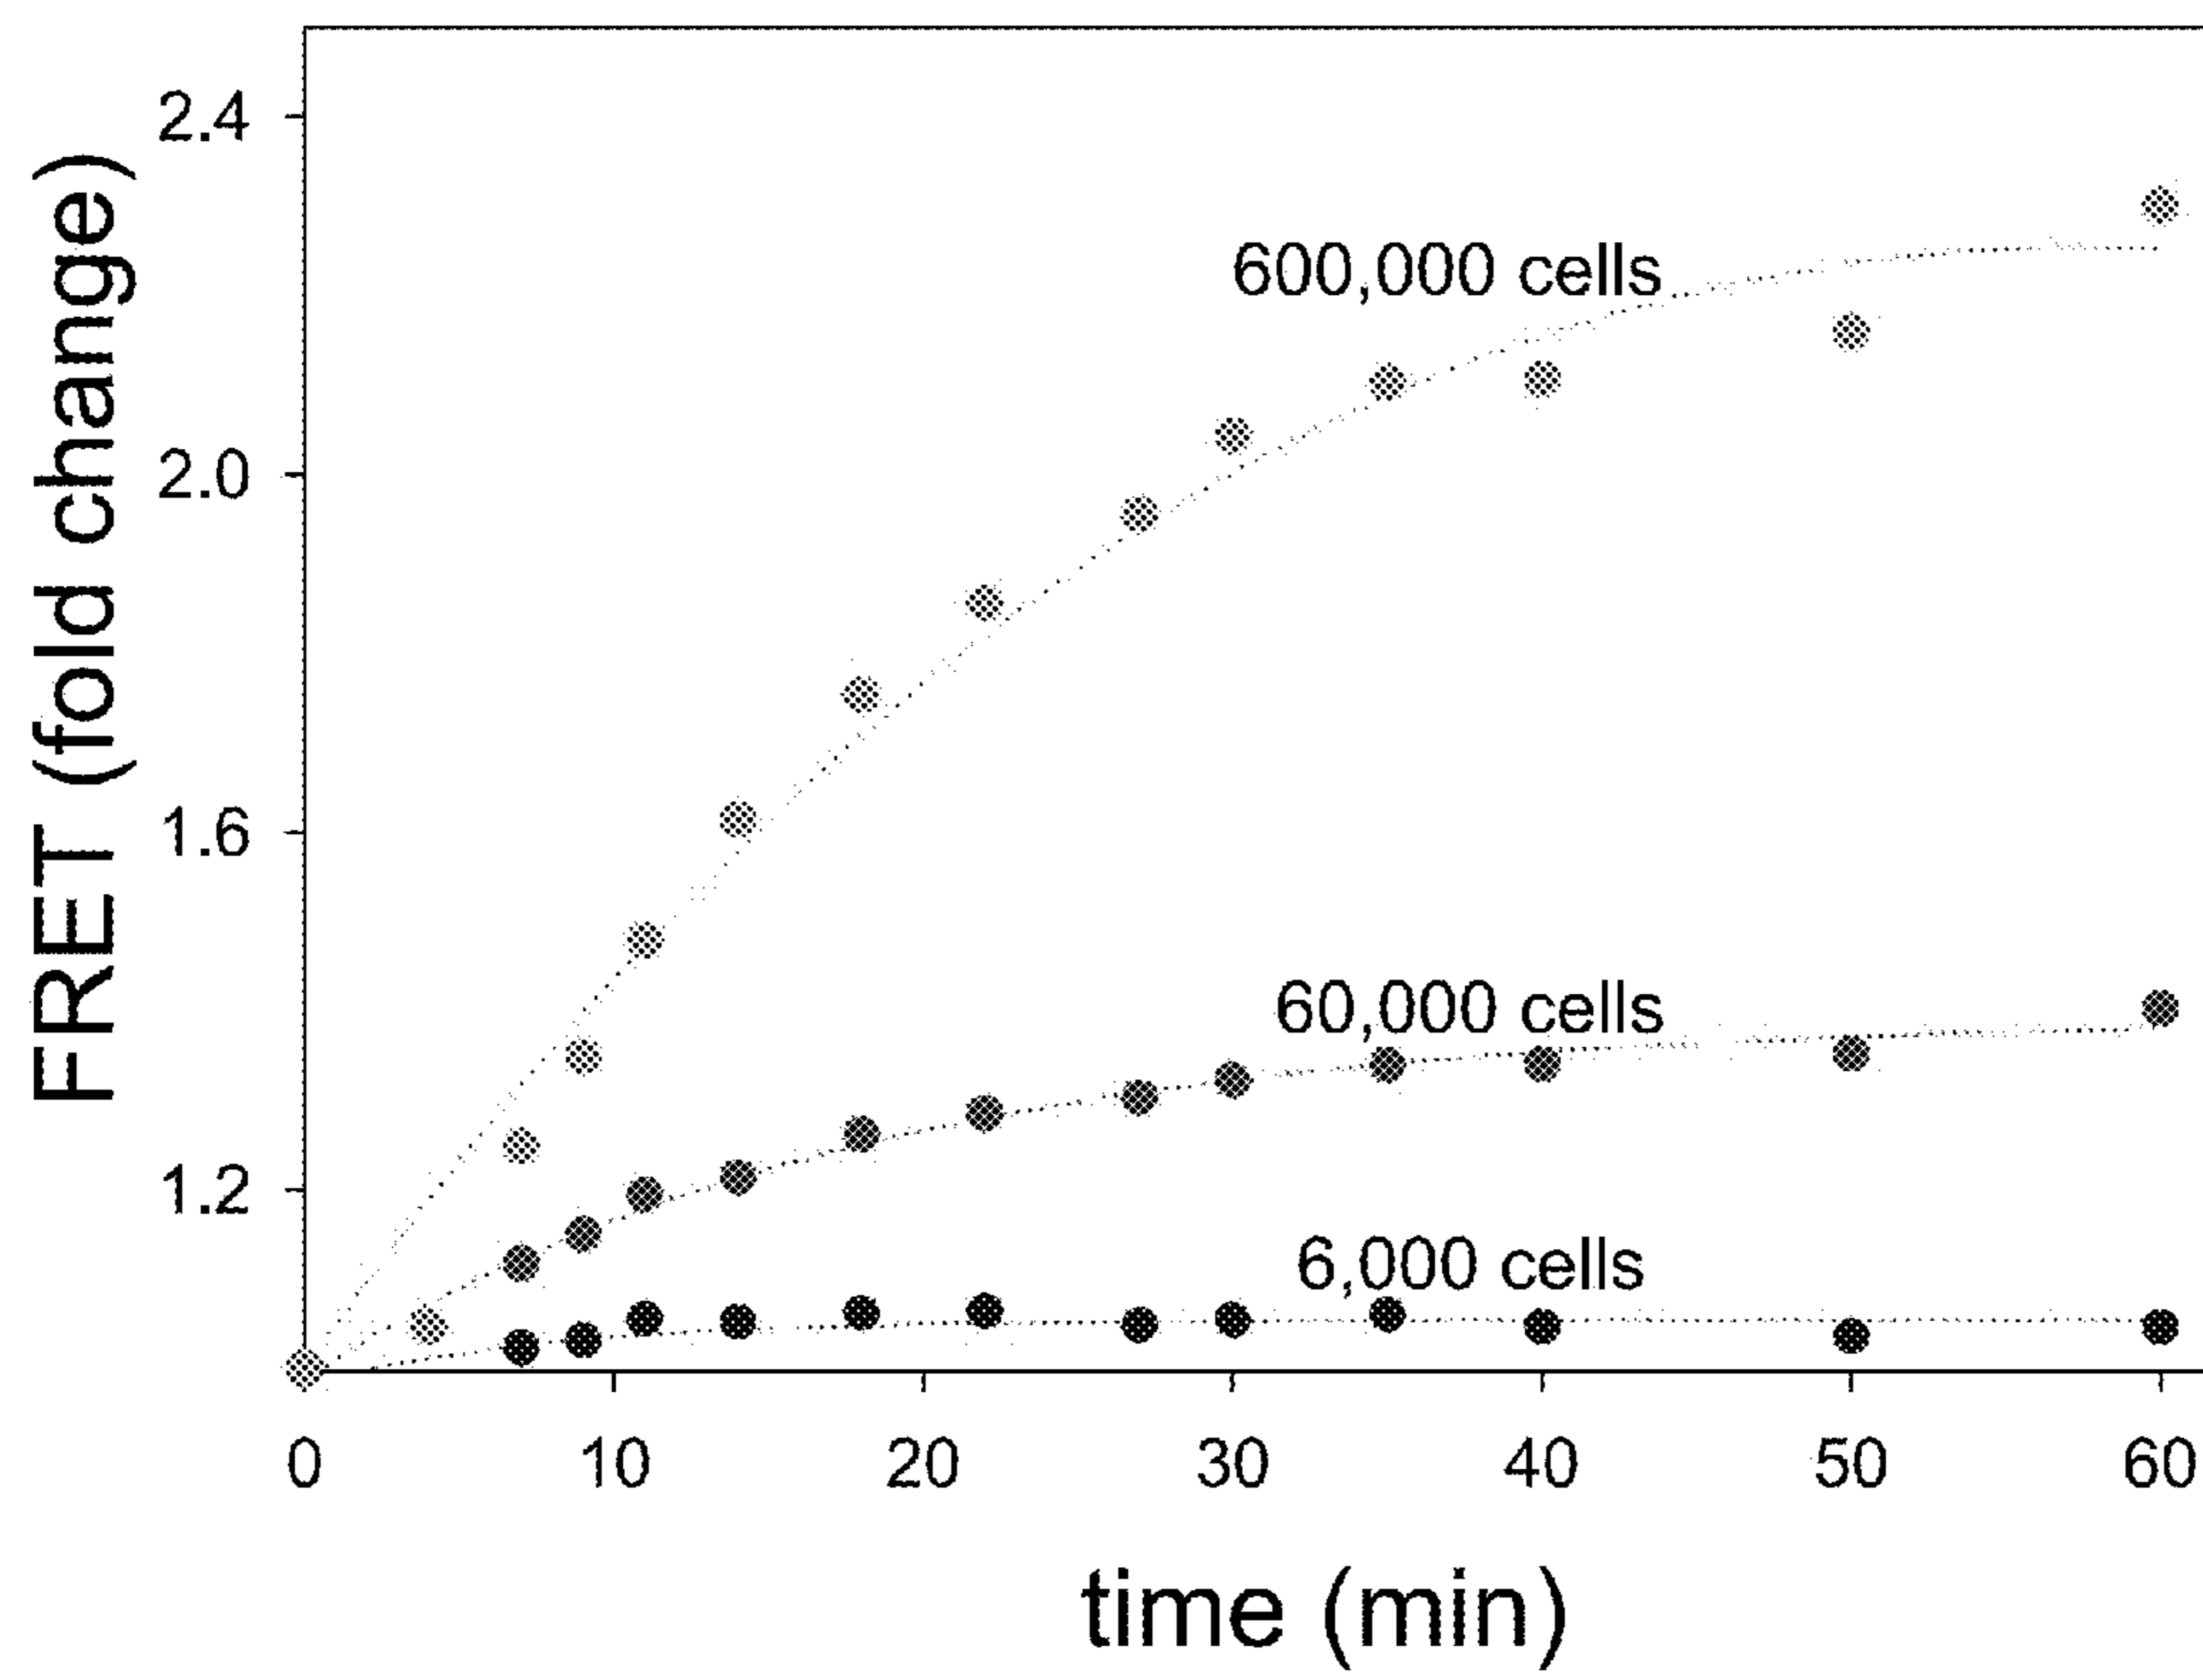 FRET (fold change)
2.4
2.0
1.6
1.2
600,000 cells
60,000 cells
6,000 cells
0 10 20 30 40 50 60
time (min)